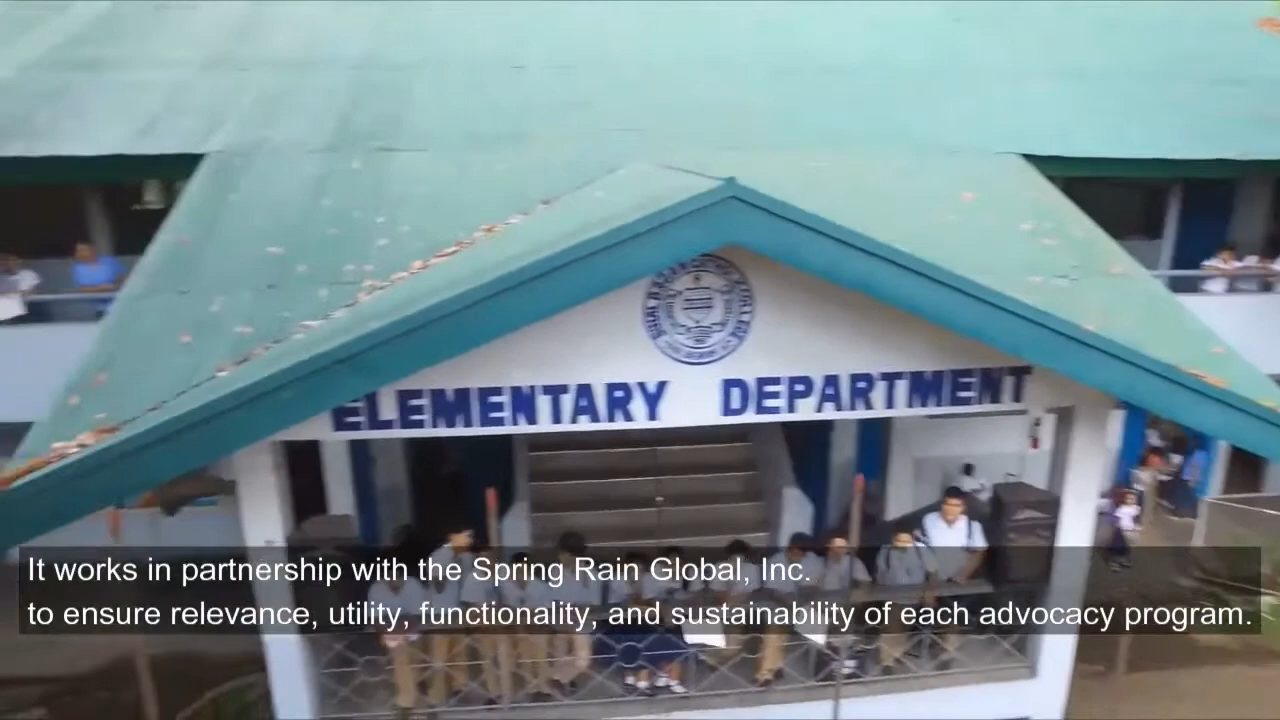 ELEMENTARY DEPARTMENT
It works in partnership with the Spring Rain Global, Inc.
to ensure relevance, utility, functionality, and sustainability of each advocacy program.